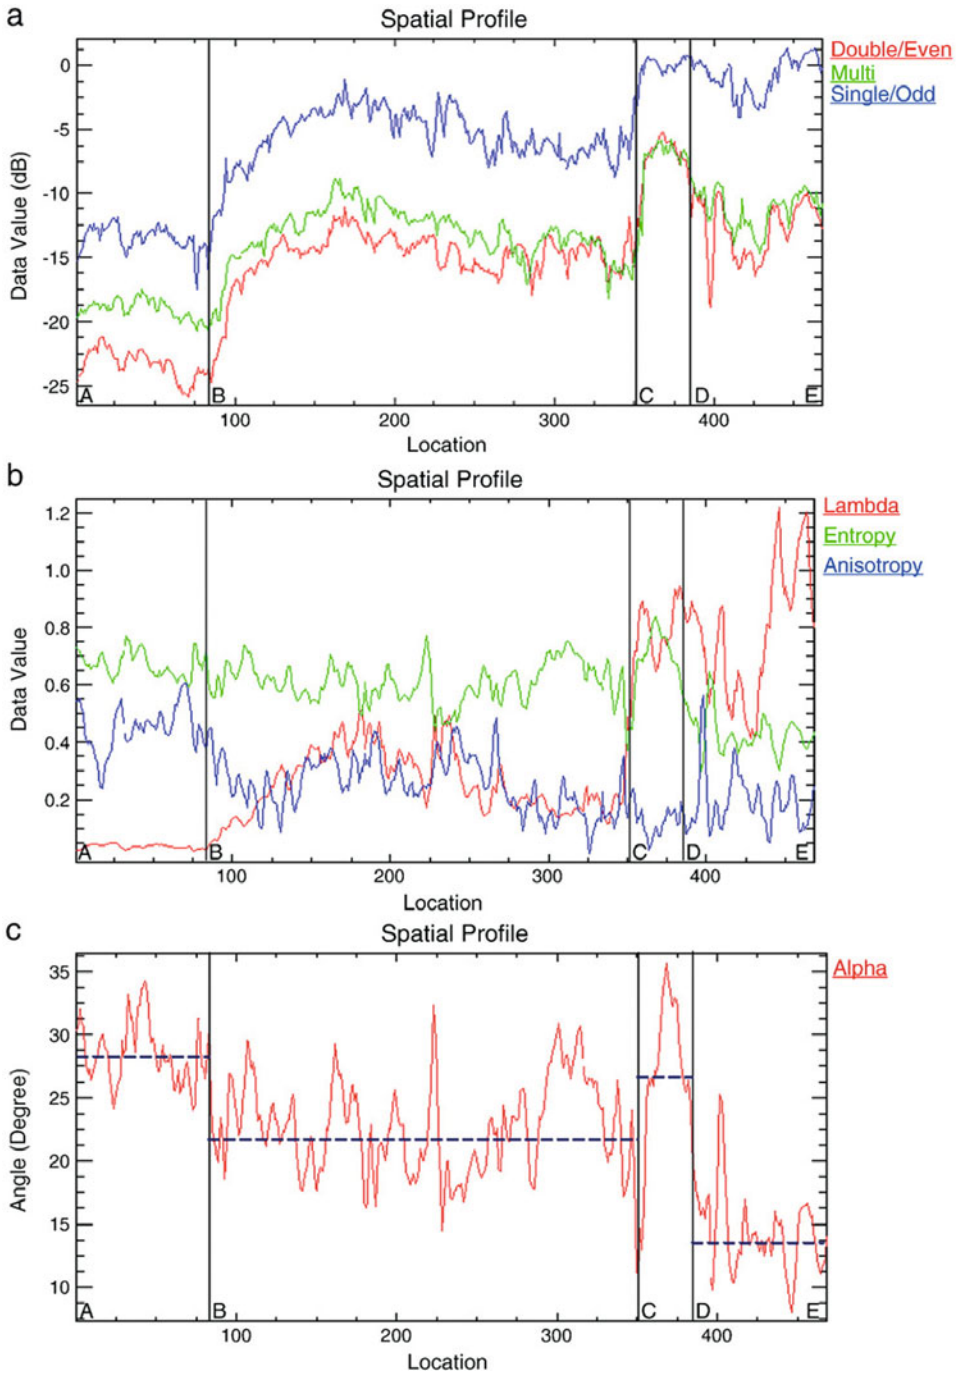 a
Spatial Profile
Double/Even
Multi
Single/Odd
Data Value (dB)
0
-5
-10
-15
-20
-25
A B C D E
100 200 300 400
Location
b
Spatial Profile
Lambda
Entropy
Anisotropy
Data Value
1.2
1.0
0.8
0.6
0.4
0.2
A B C D E
100 200 300 400
Location
c
Spatial Profile
Alpha
Angle (Degree)
35
30
25
20
15
10
A B C D E
100 200 300 400
Location